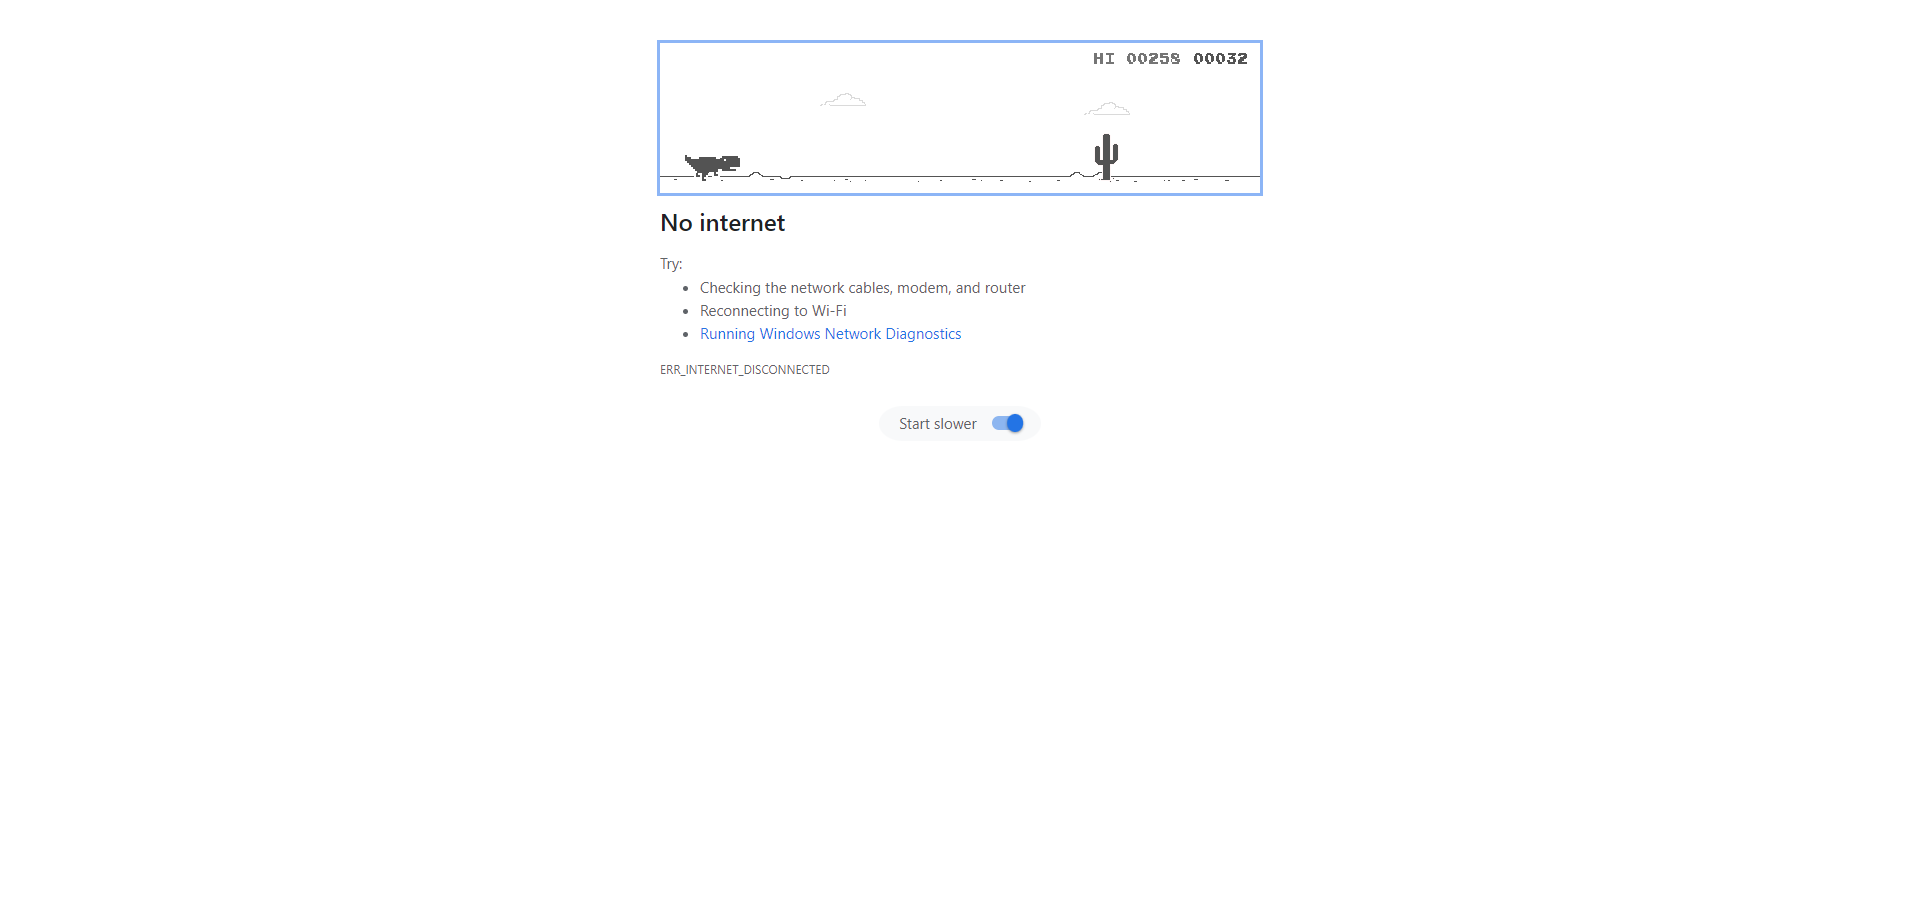 HI 00258 00032
No internet
Try:
• Checking the network cables, modem, and router
• Reconnecting to Wi-Fi
• Running Windows Network Diagnostics
ERR_INTERNET_DISCONNECTED
Start slower